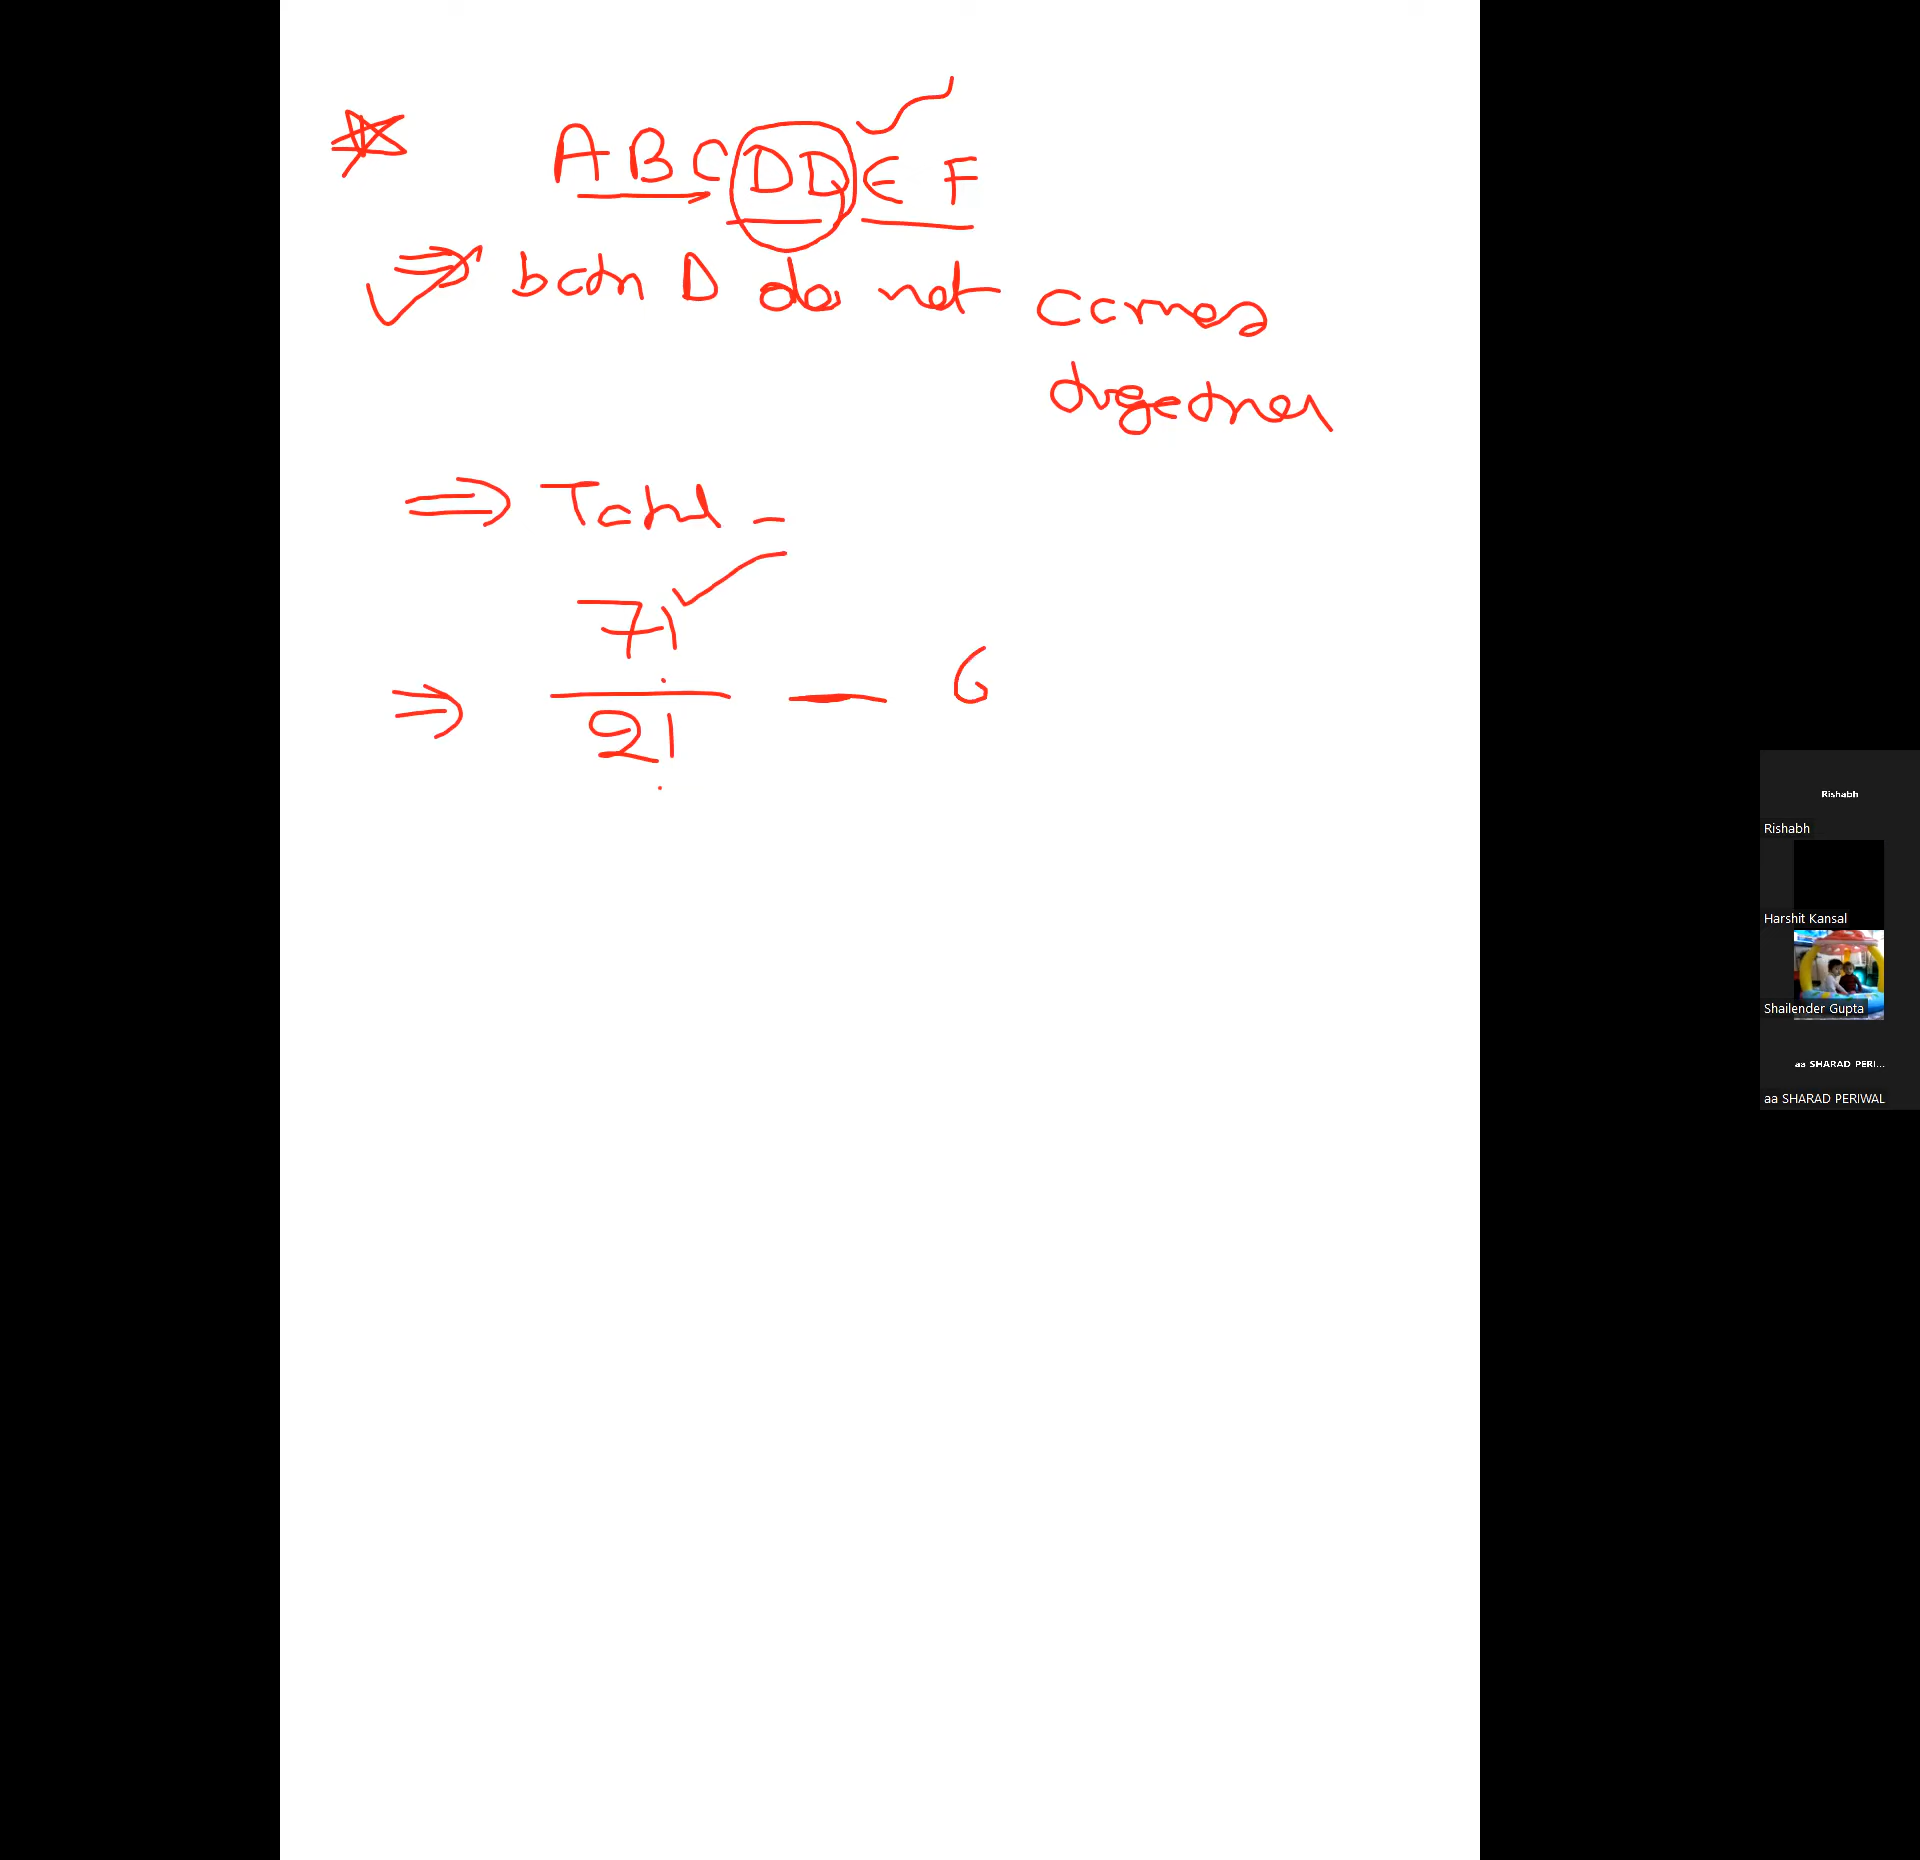 ABCDDEF
both D do not comes
together
⇒ Total -
7!
⇒ — 6
2!
Rishabh
Rishabh
Harshit Kansal
Shailender Gupta
aa SHARAD PERI...
aa SHARAD PERIWAL